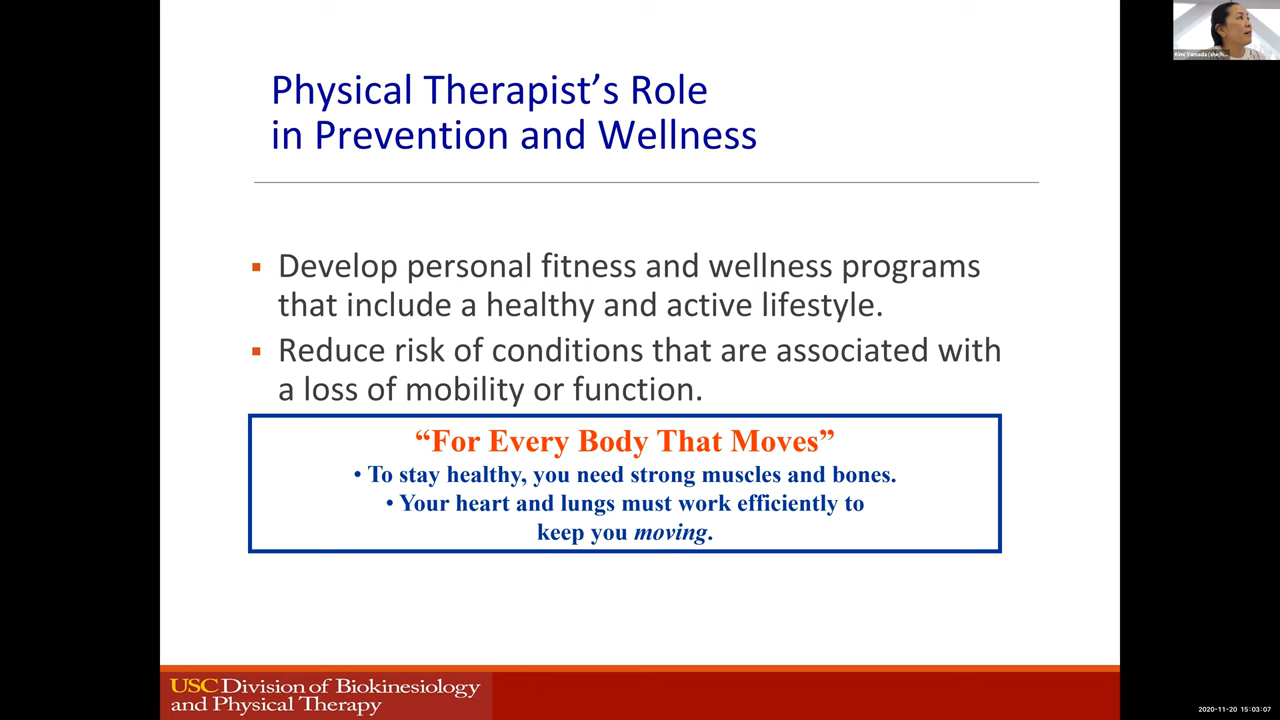 Physical Therapist’s Role
in Prevention and Wellness
Kimi Yamada (she/h...
▪ Develop personal fitness and wellness programs
that include a healthy and active lifestyle.
▪ Reduce risk of conditions that are associated with
a loss of mobility or function.
“For Every Body That Moves”
• To stay healthy, you need strong muscles and bones.
• Your heart and lungs must work efficiently to
keep you moving.
USC Division of Biokinesiology
and Physical Therapy
2020-11-20 15:03:07